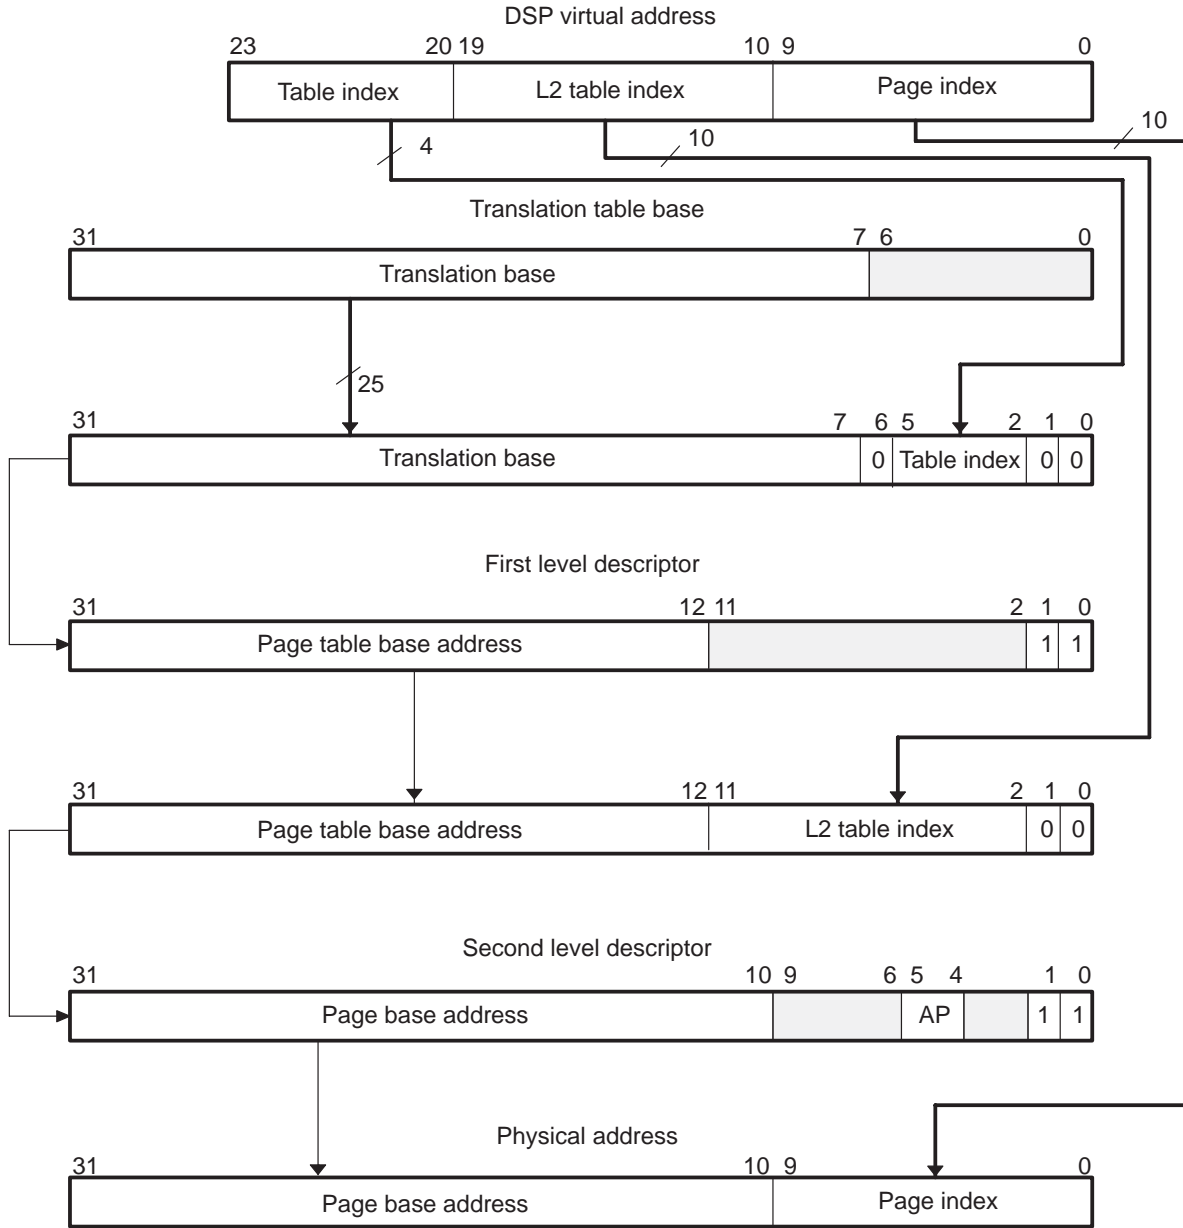 DSP virtual address
23 20 19 10 9 0
Table index L2 table index Page index
4 10 10
Translation table base
31 7 6 0
Translation base
25
31 7 6 5 2 1 0
Translation base 0 Table index 0 0
First level descriptor
31 12 11 2 1 0
Page table base address 1 1
31 12 11 2 1 0
Page table base address L2 table index 0 0
Second level descriptor
31 10 9 6 5 4 1 0
Page base address AP 1 1
Physical address
31 10 9 0
Page base address Page index